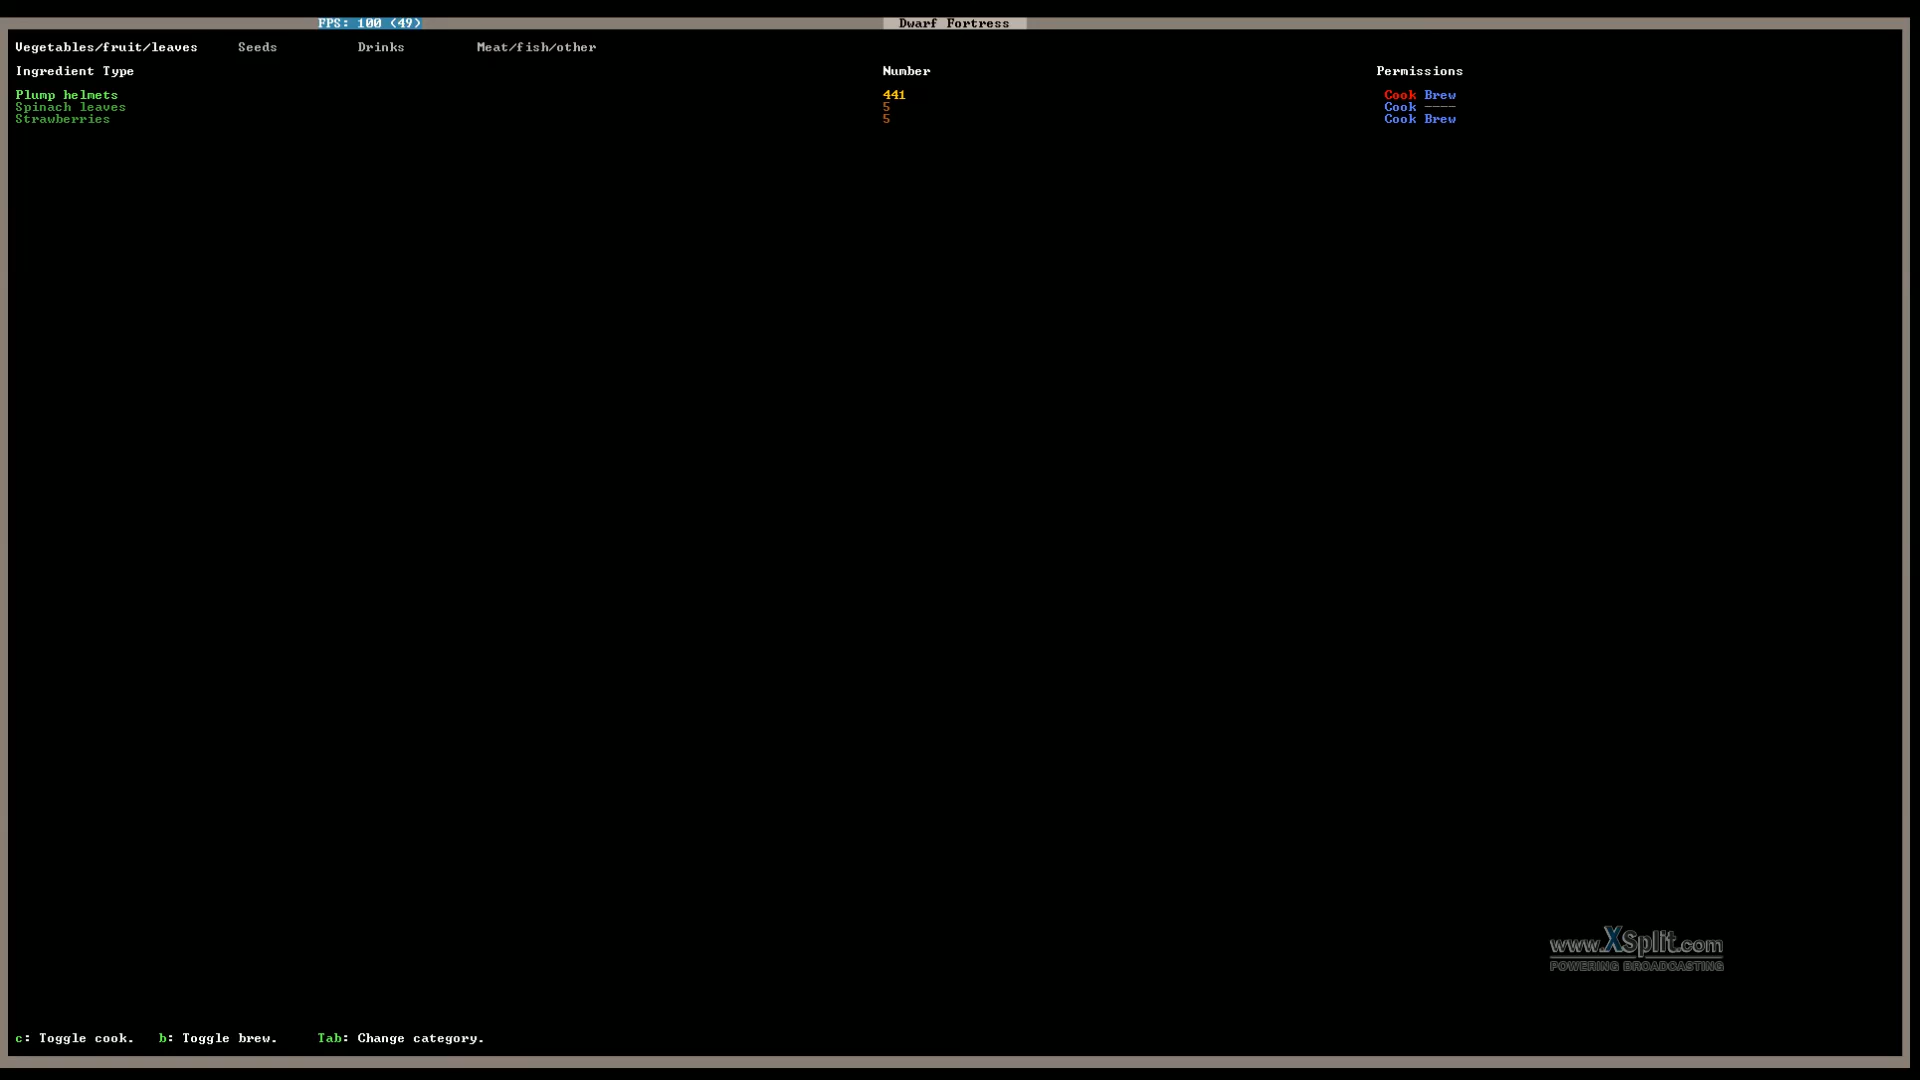 FPS: 100 (49) Dwarf Fortress
Vegetables/fruit/leaves Seeds Drinks Meat/fish/other
Ingredient Type Number Permissions
Plump helmets 441 Cook Brew
Spinach leaves 5 Cook ----
Strawberries 5 Cook Brew
www.XSplit.com
POWERING BROADCASTING
c: Toggle cook. b: Toggle brew. Tab: Change category.